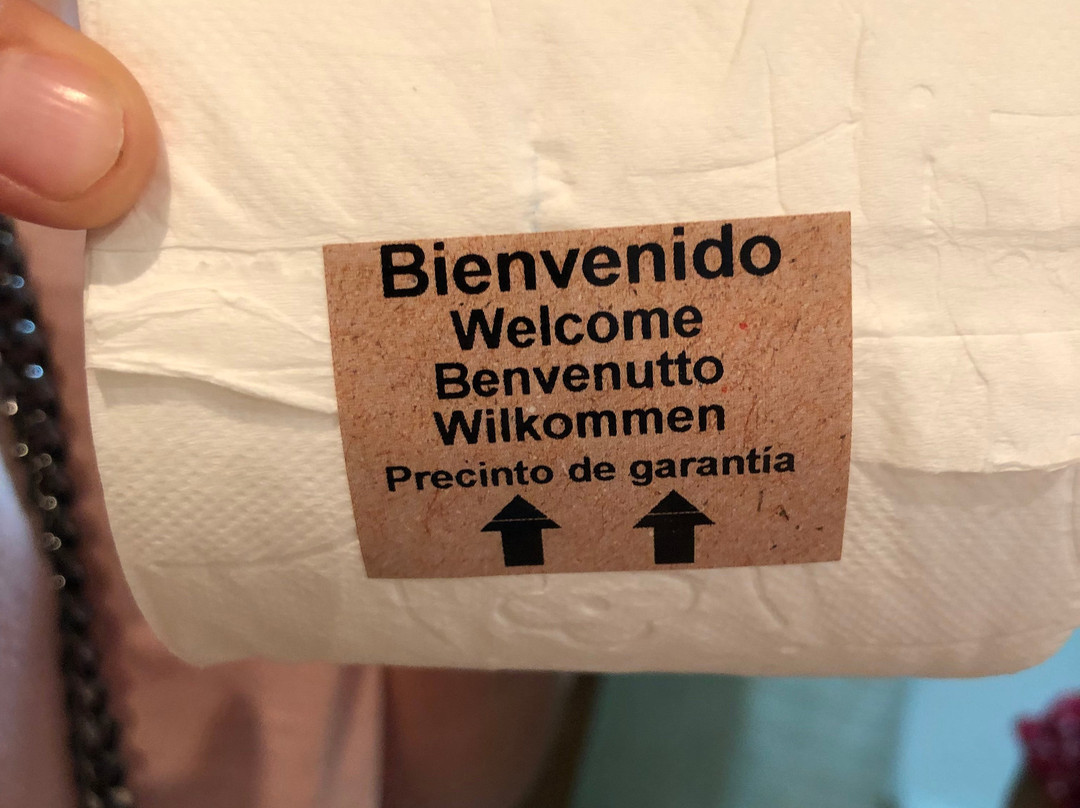 Bienvenido
Welcome
Benvenutto
Wilkommen
Precinto de garantía